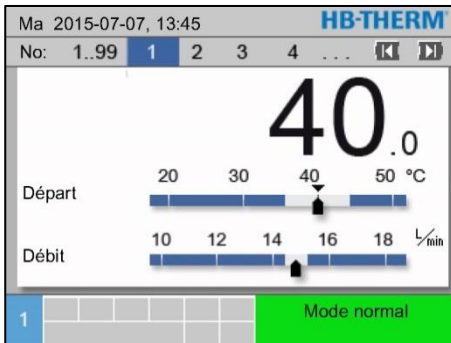 Ma 2015-07-07, 13:45 HB-THERM
No: 1..99 1 2 3 4 ...
40.0
20 30 40 50 °C
Départ
10 12 14 16 18 L/min
Débit
1 Mode normal